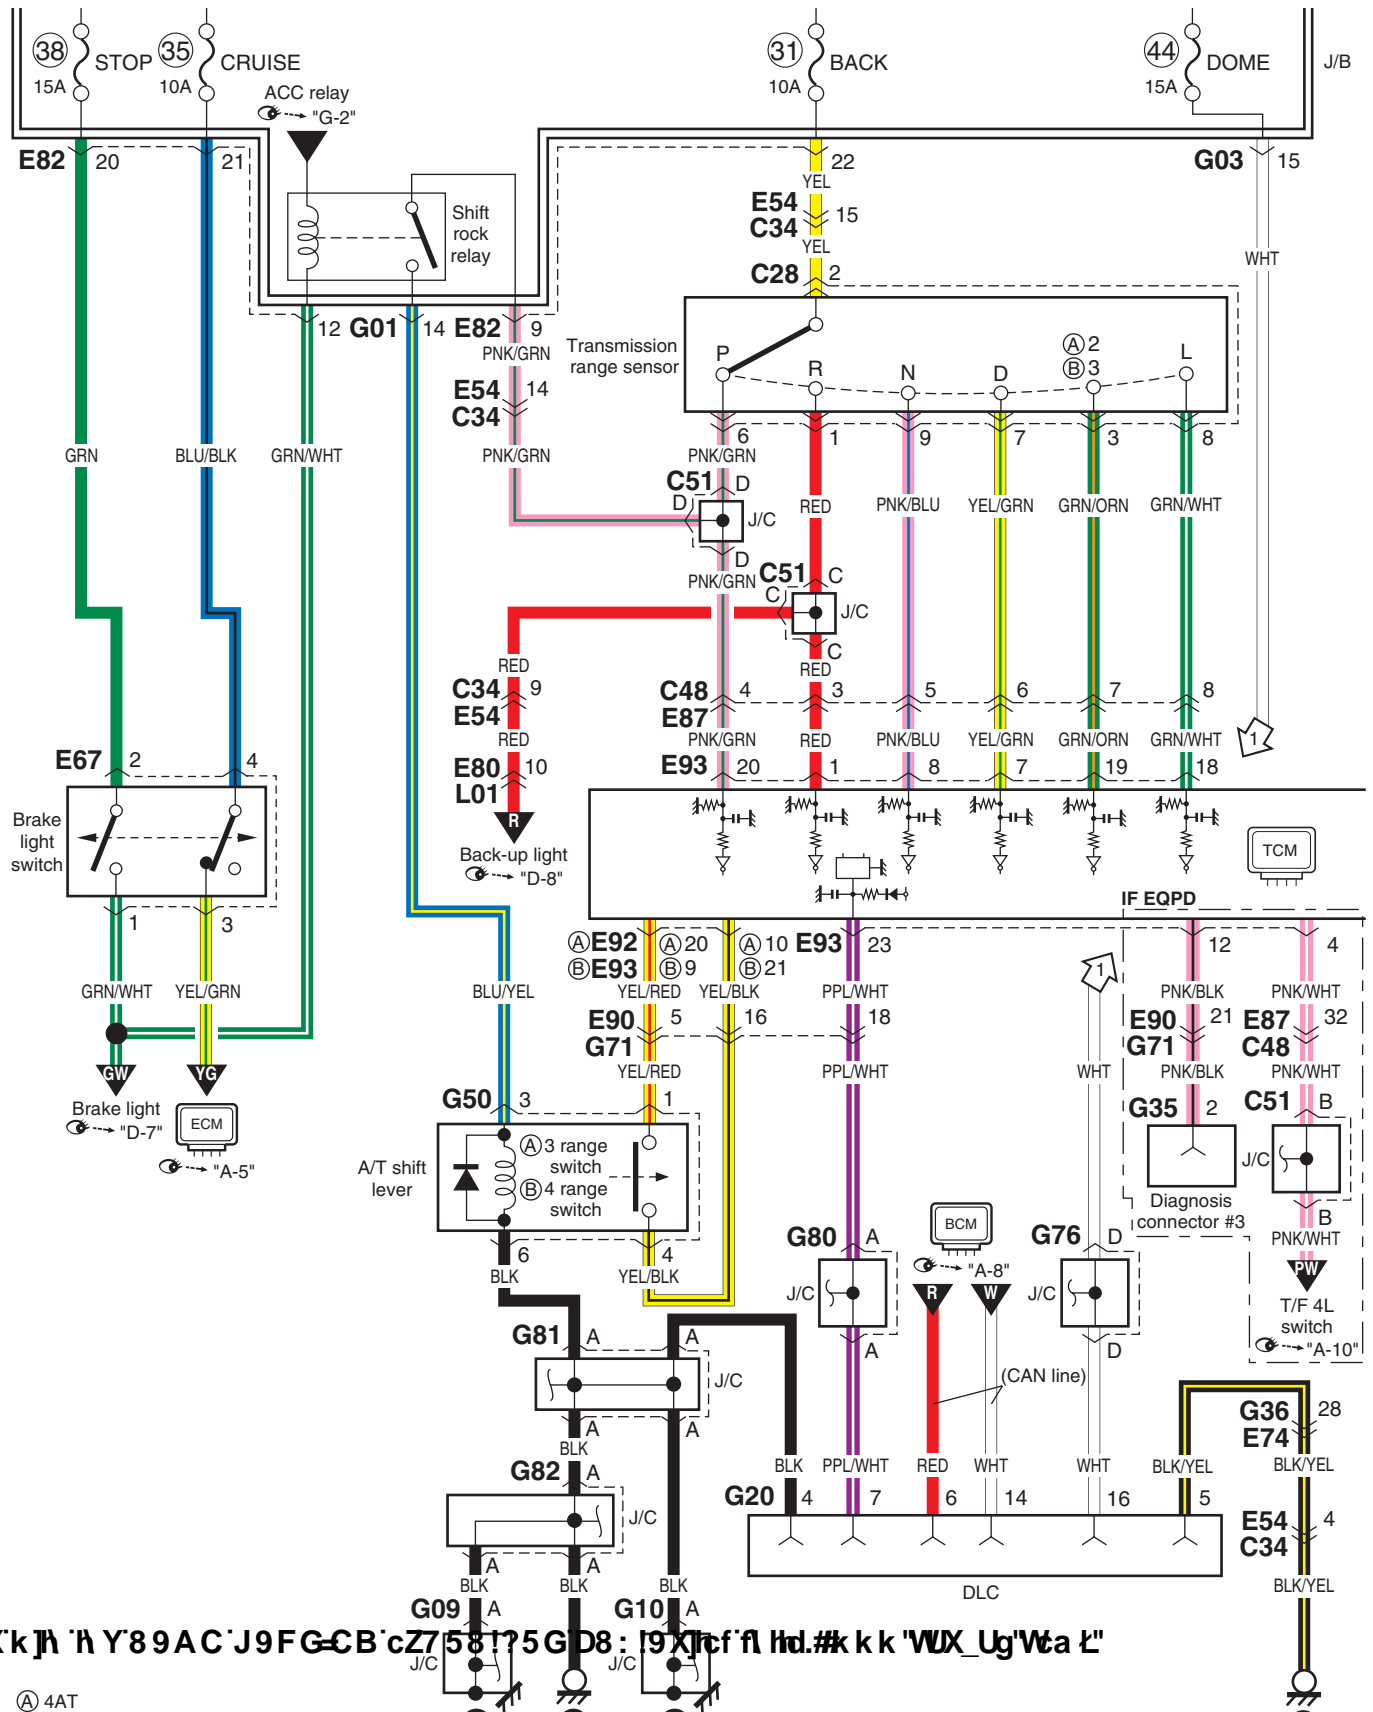 38 STOP 35 CRUISE 31 BACK 44 DOME J/B
15A 10A 10A 15A
ACC relay
"G-2"
E82 20 21 22 G03 15
YEL
E54
C34 15
YEL
Shift
rock
relay
WHT
C28 2
12 G01 14 E82 9
PNK/GRN
Transmission
range sensor
P R N D A 2 L
B 3
E54 14
C34
6 1 9 7 3 8
GRN BLU/BLK GRN/WHT PNK/GRN PNK/GRN
C51 D
D J/C
RED PNK/BLU YEL/GRN GRN/ORN GRN/WHT
D
PNK/GRN C51 C
C J/C
C
RED RED
C34 9 C48 4 3 5 6 7 8
E54 E87
RED PNK/GRN RED PNK/BLU YEL/GRN GRN/ORN GRN/WHT 1
E67 2 4 E80 10 E93 20 1 8 7 19 18
L01
R
Brake
light
switch
Back-up light
"D-8"
TCM
IF EQPD
1 3 A E92 A 20 A 10 E93 23 12 4
B E93 B 9 B 21 1
GRN/WHT YEL/GRN BLU/YEL YEL/RED YEL/BLK PPL/WHT PNK/BLK PNK/WHT
E90 5 16 18 E90 21 E87 32
G71 G71 C48
GW YG YEL/RED PPL/WHT WHT PNK/BLK PNK/WHT
Brake light
"D-7"
ECM
"A-5"
G50 3 1 G35 2 C51 B
A/T shift
lever
A 3 range
switch
B 4 range
switch
J/C
Diagnosis
connector #3
B
6 4 G80 A BCM G76 D PNK/WHT
BLK YEL/BLK J/C "A-8" J/C PW
R W
T/F 4L
switch
"A-10"
G81 A A A D
J/C (CAN line)
A A G36 28
E74
BLK
G82 A BLK PPL/WHT RED WHT WHT BLK/YEL BLK/YEL
G20 4 7 6 14 16 5
J/C E54 4
C34
A A
BLK BLK BLK DLC BLK/YEL
G09 A G10 A
J/C J/C
A 4AT